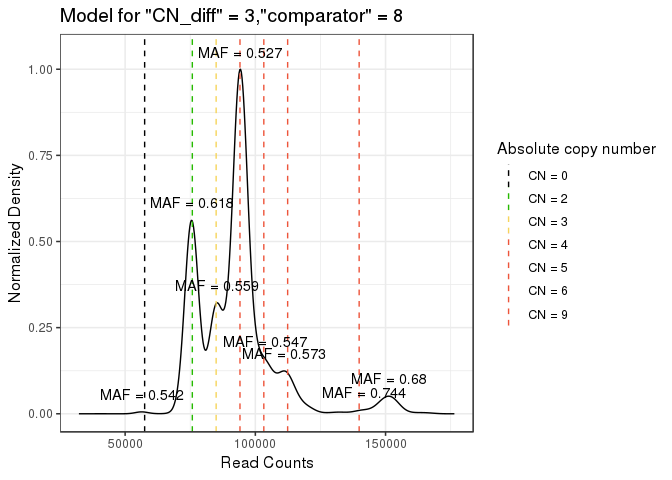 Model for "CN_diff" = 3,"comparator" = 8
MAF = 0.527
1.00
Absolute copy number
0.75
CN = 0
CN = 2
MAF = 0.618
CN = 3
Normalized Density
0.50
CN = 4
CN = 5
MAF = 0.559
CN = 6
CN = 9
0.25
MAF = 0.547
MAF = 0.573
MAF = 0.68
MAF = 0.542
MAF = 0.744
0.00
50000 100000 150000
Read Counts